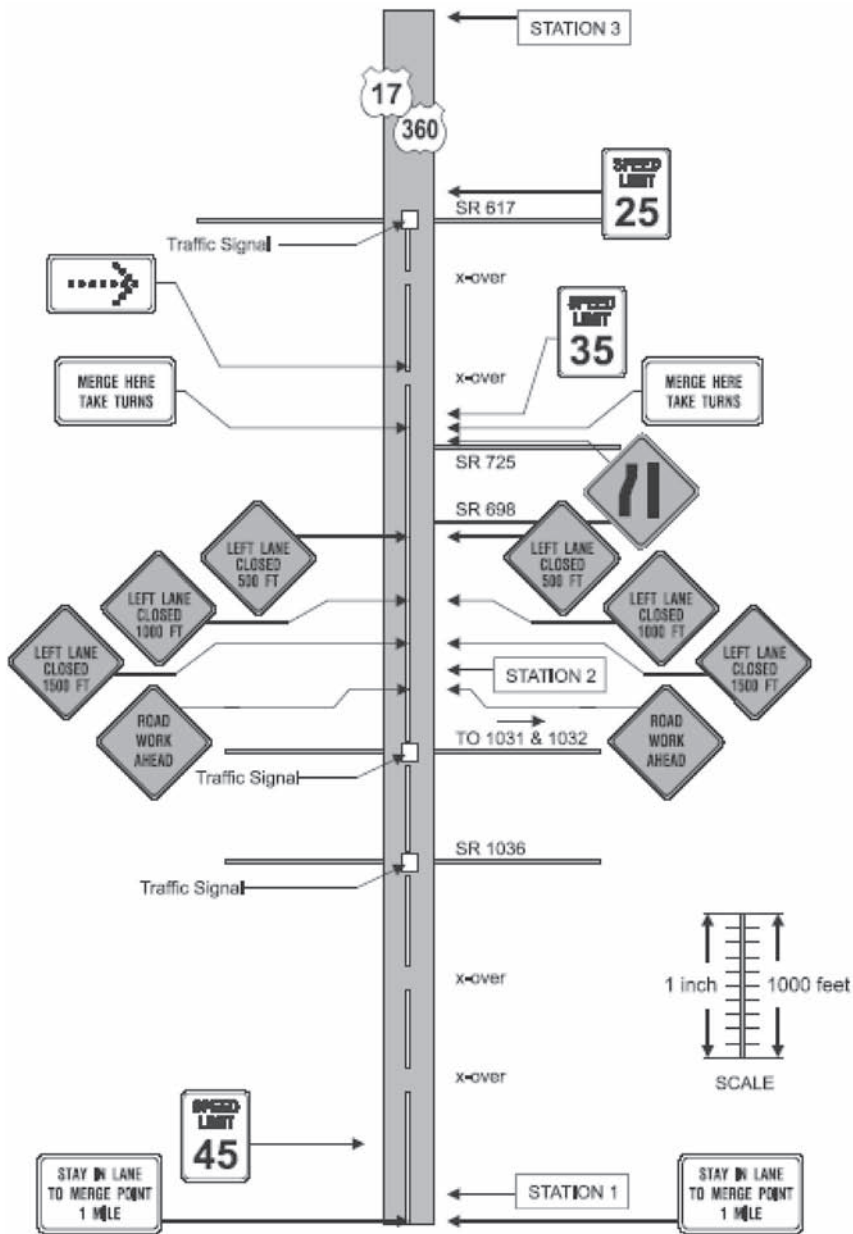 STATION 3
17
360
SPEED
LIMIT
25
SR 617
Traffic Signal
x-over
SPEED
LIMIT
35
MERGE HERE
TAKE TURNS
x-over
MERGE HERE
TAKE TURNS
SR 725
SR 698
LEFT LANE
CLOSED
500 FT
LEFT LANE
CLOSED
500 FT
LEFT LANE
CLOSED
1000 FT
LEFT LANE
CLOSED
1000 FT
LEFT LANE
CLOSED
1500 FT
STATION 2
LEFT LANE
CLOSED
1500 FT
ROAD
WORK
AHEAD
TO 1031 & 1032
ROAD
WORK
AHEAD
Traffic Signal
SR 1036
Traffic Signal
x-over
1 inch
1000 feet
x-over
SCALE
SPEED
LIMIT
45
STAY IN LANE
TO MERGE POINT
1 MILE
STATION 1
STAY IN LANE
TO MERGE POINT
1 MILE